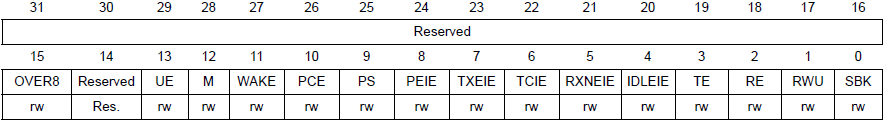 31 30 29 28 27 26 25 24 23 22 21 20 19 18 17 16
Reserved
15 14 13 12 11 10 9 8 7 6 5 4 3 2 1 0
OVER8 Reserved UE M WAKE PCE PS PEIE TXEIE TCIE RXNEIE IDLEIE TE RE RWU SBK
rw Res. rw rw rw rw rw rw rw rw rw rw rw rw rw rw